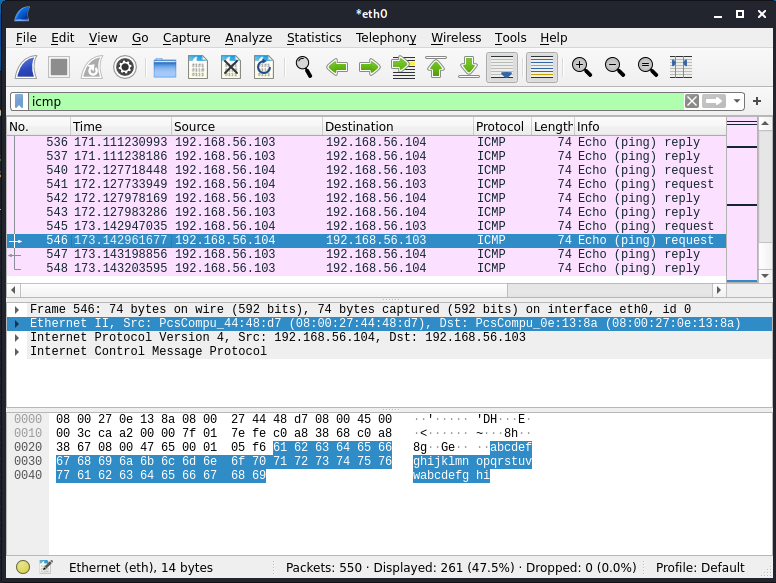 *eth0
File Edit View Go Capture Analyze Statistics Telephony Wireless Tools Help
icmp
No. Time Source Destination Protocol Length Info
536 171.111230993 192.168.56.103 192.168.56.104 ICMP 74 Echo (ping) reply
537 171.111238186 192.168.56.103 192.168.56.104 ICMP 74 Echo (ping) reply
540 172.127718448 192.168.56.104 192.168.56.103 ICMP 74 Echo (ping) request
541 172.127733949 192.168.56.104 192.168.56.103 ICMP 74 Echo (ping) request
542 172.127978169 192.168.56.103 192.168.56.104 ICMP 74 Echo (ping) reply
543 172.127983286 192.168.56.103 192.168.56.104 ICMP 74 Echo (ping) reply
545 173.142947035 192.168.56.104 192.168.56.103 ICMP 74 Echo (ping) request
546 173.142961677 192.168.56.104 192.168.56.103 ICMP 74 Echo (ping) request
547 173.143198856 192.168.56.103 192.168.56.104 ICMP 74 Echo (ping) reply
548 173.143203595 192.168.56.103 192.168.56.104 ICMP 74 Echo (ping) reply
Frame 546: 74 bytes on wire (592 bits), 74 bytes captured (592 bits) on interface eth0, id 0
Ethernet II, Src: PcsCompu_44:48:d7 (08:00:27:44:48:d7), Dst: PcsCompu_0e:13:8a (08:00:27:0e:13:8a)
Internet Protocol Version 4, Src: 192.168.56.104, Dst: 192.168.56.103
Internet Control Message Protocol
0000 08 00 27 0e 13 8a 08 00 27 44 48 d7 08 00 45 00 ··'····· 'DH···E·
0010 00 3c ca a2 00 00 7f 01 7e fe c0 a8 38 68 c0 a8 ·<······ ~···8h··
0020 38 67 08 00 47 65 00 01 05 f6 61 62 63 64 65 66 8g··Ge·· ··abcdef
0030 67 68 69 6a 6b 6c 6d 6e 6f 70 71 72 73 74 75 76 ghijklmn opqrstuv
0040 77 61 62 63 64 65 66 67 68 69 wabcdefg hi
Ethernet (eth), 14 bytes Packets: 550 · Displayed: 261 (47.5%) · Dropped: 0 (0.0%) Profile: Default